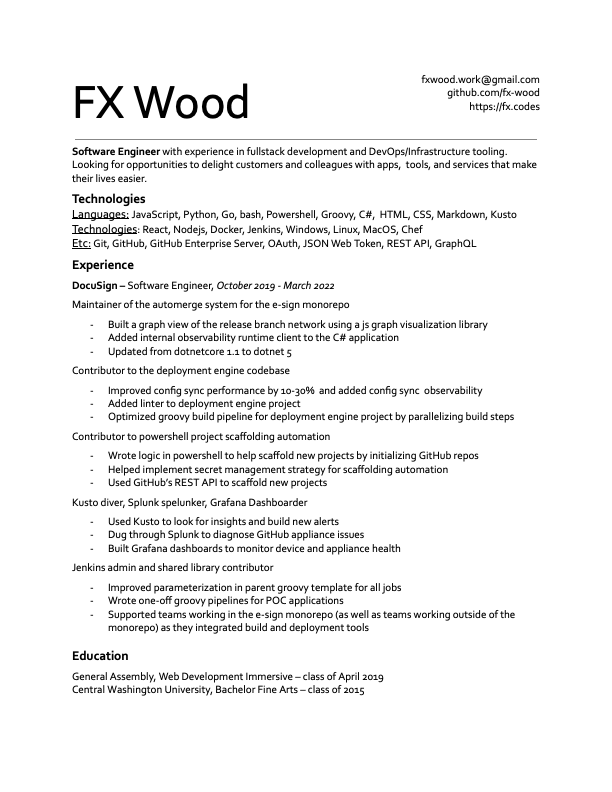 FX Wood
fxwood.work@gmail.com
github.com/fx-wood
https://fx.codes
Software Engineer with experience in fullstack development and DevOps/Infrastructure tooling.
Looking for opportunities to delight customers and colleagues with apps, tools, and services that make
their lives easier.
Technologies
Languages: JavaScript, Python, Go, bash, Powershell, Groovy, C#, HTML, CSS, Markdown, Kusto
Technologies: React, Nodejs, Docker, Jenkins, Windows, Linux, MacOS, Chef
Etc: Git, GitHub, GitHub Enterprise Server, OAuth, JSON Web Token, REST API, GraphQL
Experience
DocuSign – Software Engineer, October 2019 - March 2022
Maintainer of the automerge system for the e-sign monorepo
- Built a graph view of the release branch network using a js graph visualization library
- Added internal observability runtime client to the C# application
- Updated from dotnetcore 1.1 to dotnet 5
Contributor to the deployment engine codebase
- Improved config sync performance by 10-30% and added config sync observability
- Added linter to deployment engine project
- Optimized groovy build pipeline for deployment engine project by parallelizing build steps
Contributor to powershell project scaffolding automation
- Wrote logic in powershell to help scaffold new projects by initializing GitHub repos
- Helped implement secret management strategy for scaffolding automation
- Used GitHub's REST API to scaffold new projects
Kusto diver, Splunk spelunker, Grafana Dashboarder
- Used Kusto to look for insights and build new alerts
- Dug through Splunk to diagnose GitHub appliance issues
- Built Grafana dashboards to monitor device and appliance health
Jenkins admin and shared library contributor
- Improved parameterization in parent groovy template for all jobs
- Wrote one-off groovy pipelines for POC applications
- Supported teams working in the e-sign monorepo (as well as teams working outside of the
monorepo) as they integrated build and deployment tools
Education
General Assembly, Web Development Immersive – class of April 2019
Central Washington University, Bachelor Fine Arts – class of 2015